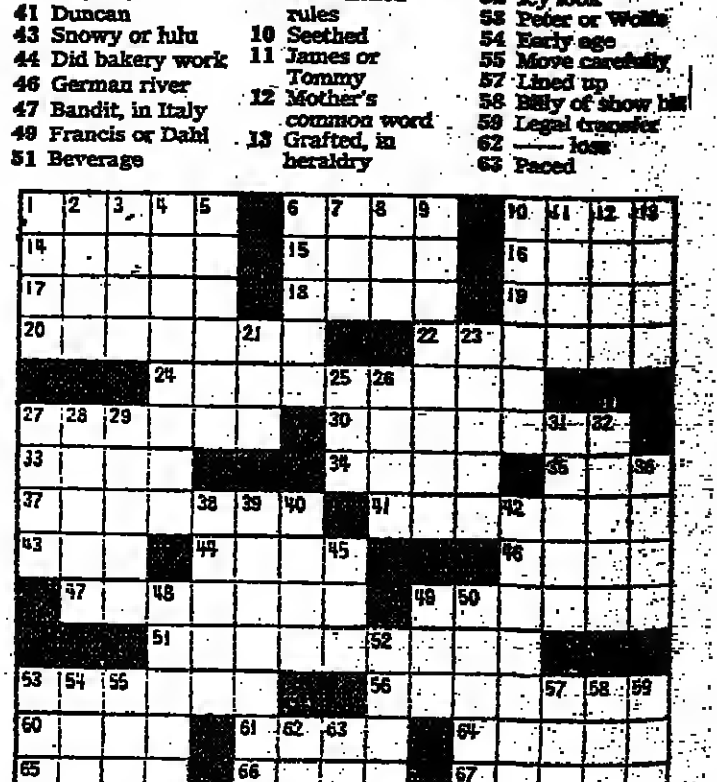 41 Duncan
43 Snowy or lulu
44 Did bakery work
46 German river
47 Bandit, in Italy
49 Francis or Dahl
51 Beverage
rules
10 Seethed
11 James or
Tommy
12 Mother's
common word
13 Grafted, in
heraldry
53 Peter or Wolfe
54 Early age
55 Move carefully
57 Lined up
58 Billy of show biz
59 Legal transfer
62 —— loss
63 Paced
1 2 3 4 5 6 7 8 9 10 11 12 13
14 15 16
17 18 19
20 21 22 23
24 25 26
27 28 29 30 31 32
33 34 35 36
37 38 39 40 41 42
43 44 45 46
47 48 49 50
51 52
53 54 55 56 57 58 59
60 61 62 63 64
65 66 67